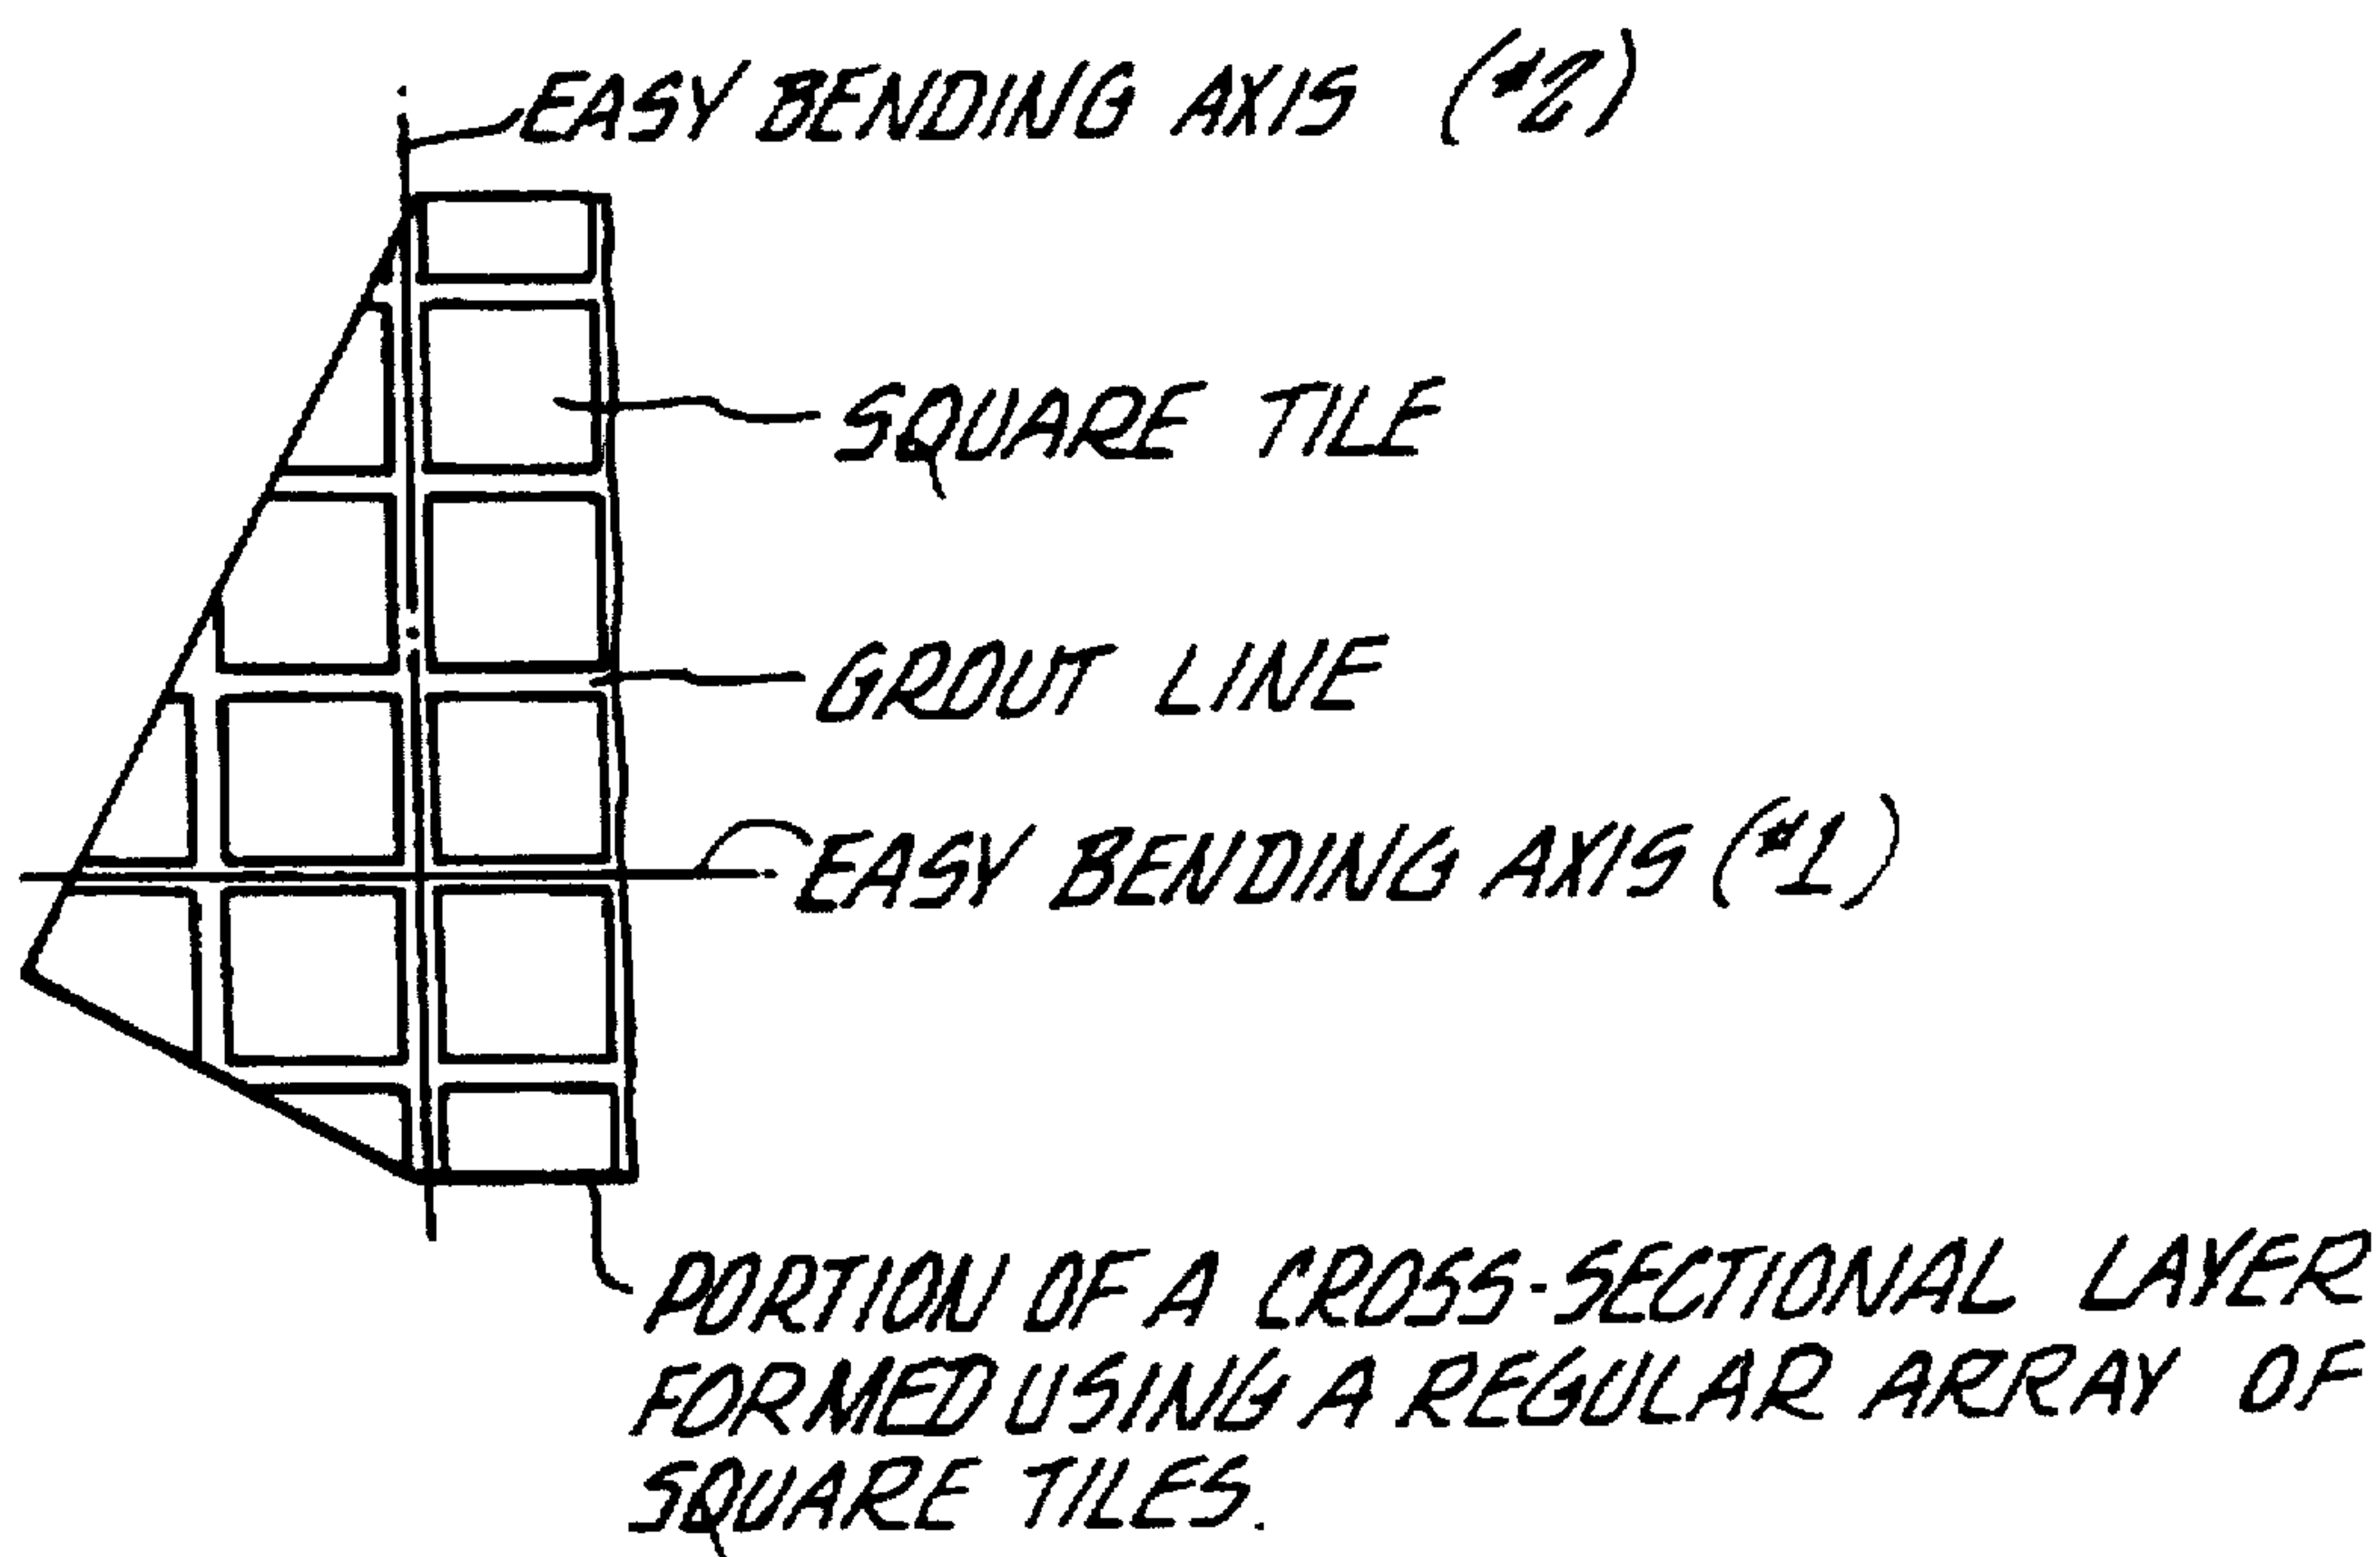 EASY BENDING AXIS (#2)
SQUARE TILE
GROUT LINE
EASY BENDING AXIS (#1)
PORTION OF A CROSS-SECTIONAL LAYER
FORMED USING A REGULAR ARRAY OF
SQUARE TILES.